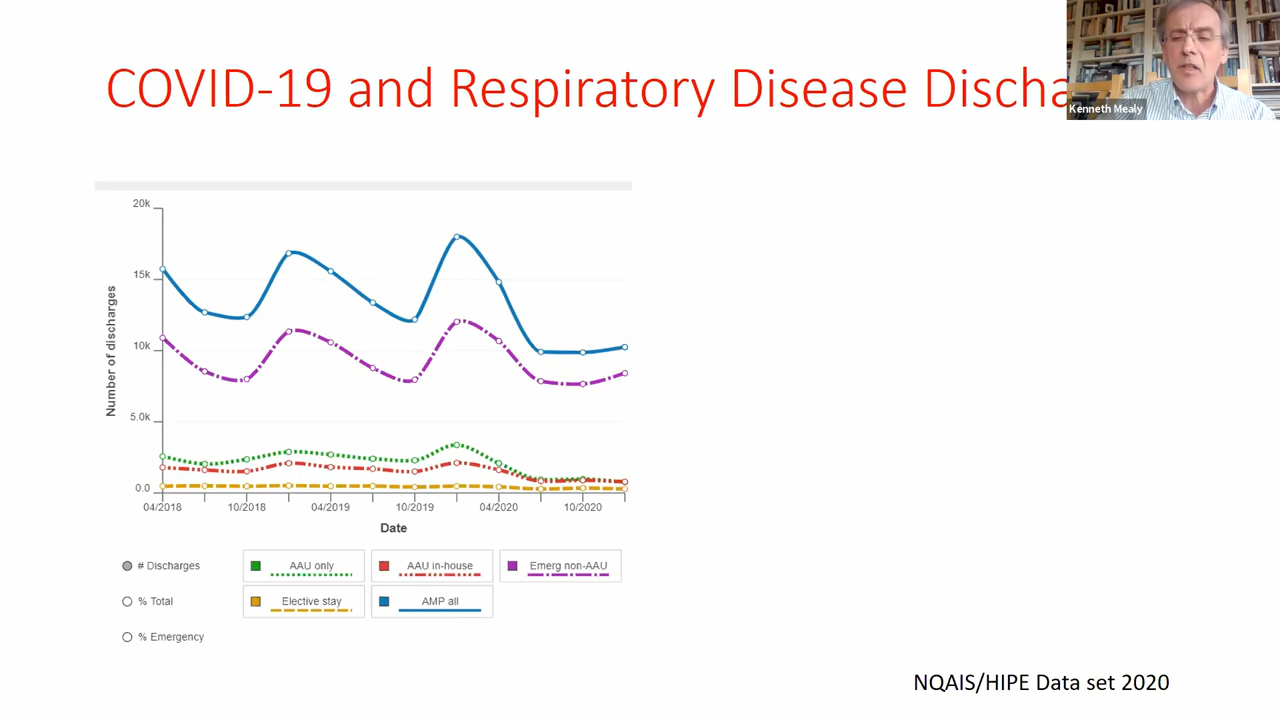 COVID-19 and Respiratory Disease Discha
Kenneth Mealy
20k
15k
10k
5.0k
0.0
Number of discharges
04/2018 10/2018 04/2019 10/2019 04/2020 10/2020
Date
# Discharges AAU only AAU in-house Emerg non-AAU
% Total Elective stay AMP all
% Emergency
NQAIS/HIPE Data set 2020